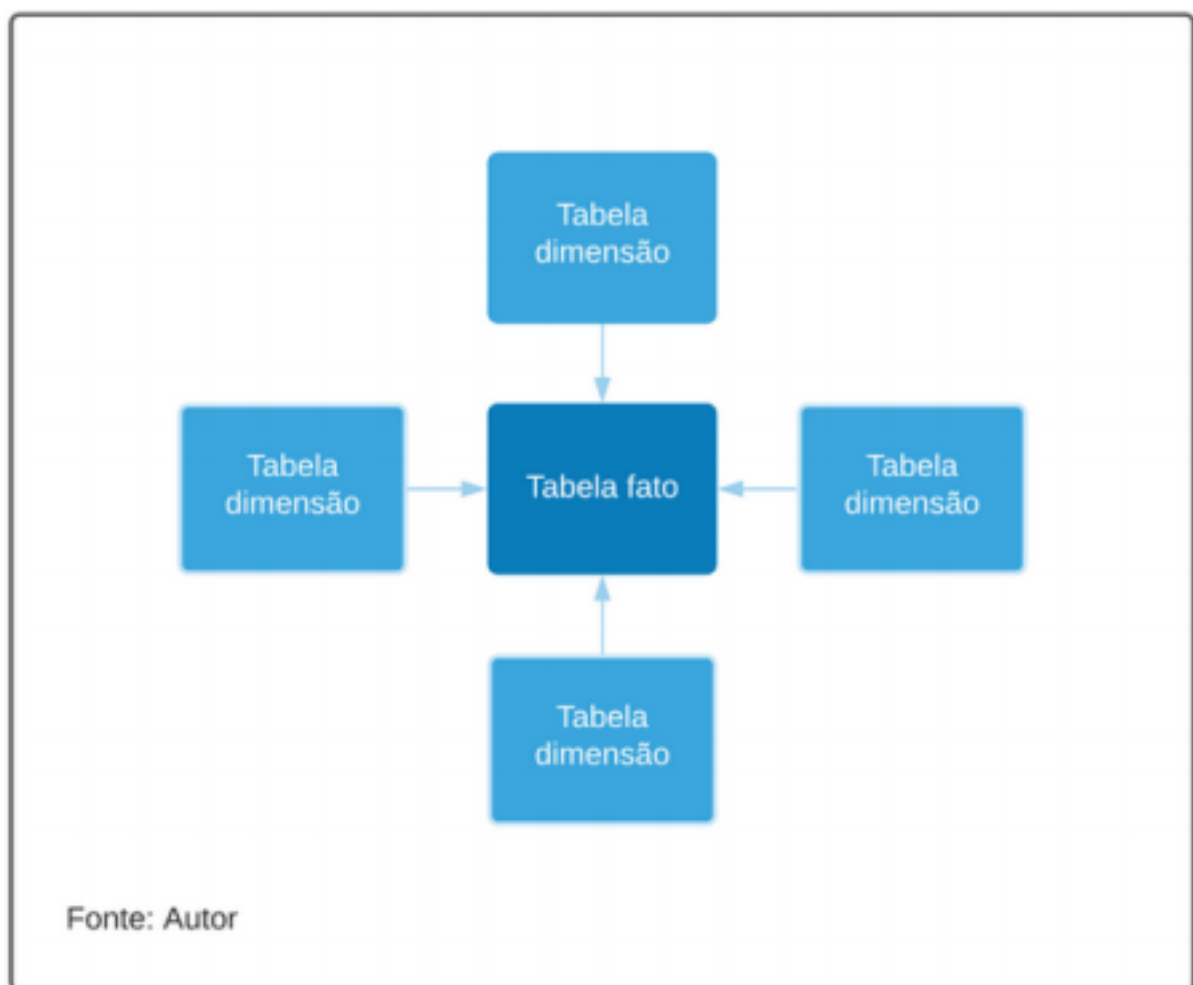 Tabela
dimensão
Tabela
dimensão
Tabela fato
Tabela
dimensão
Tabela
dimensão
Fonte: Autor